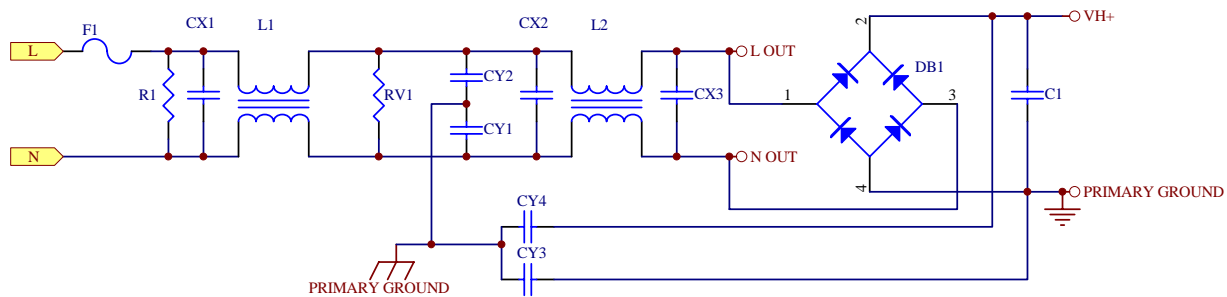 F1
CX1
L1
CX2
L2
2
VH+
L
L OUT
R1
RV1
CY2
CX3
DB1
1
3
C1
CY1
N
N OUT
4
PRIMARY GROUND
CY4
CY3
PRIMARY GROUND